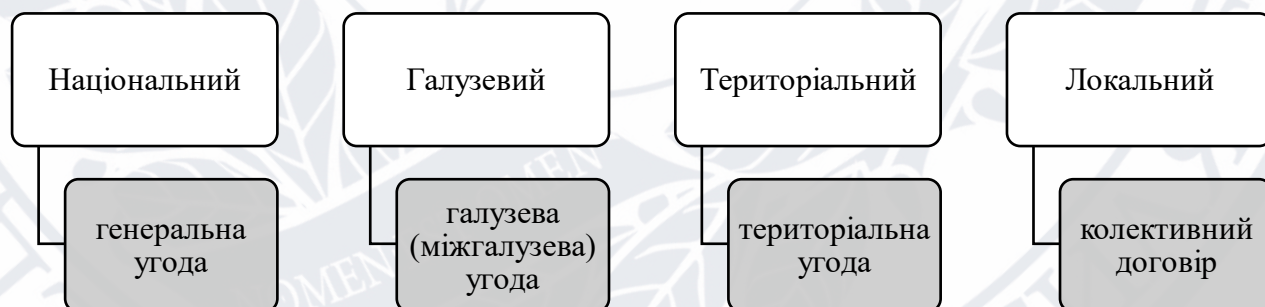 Національний
Галузевий
Територіальний
Локальний
генеральна
угода
галузева
(міжгалузева)
угода
територіальна
угода
колективний
договір